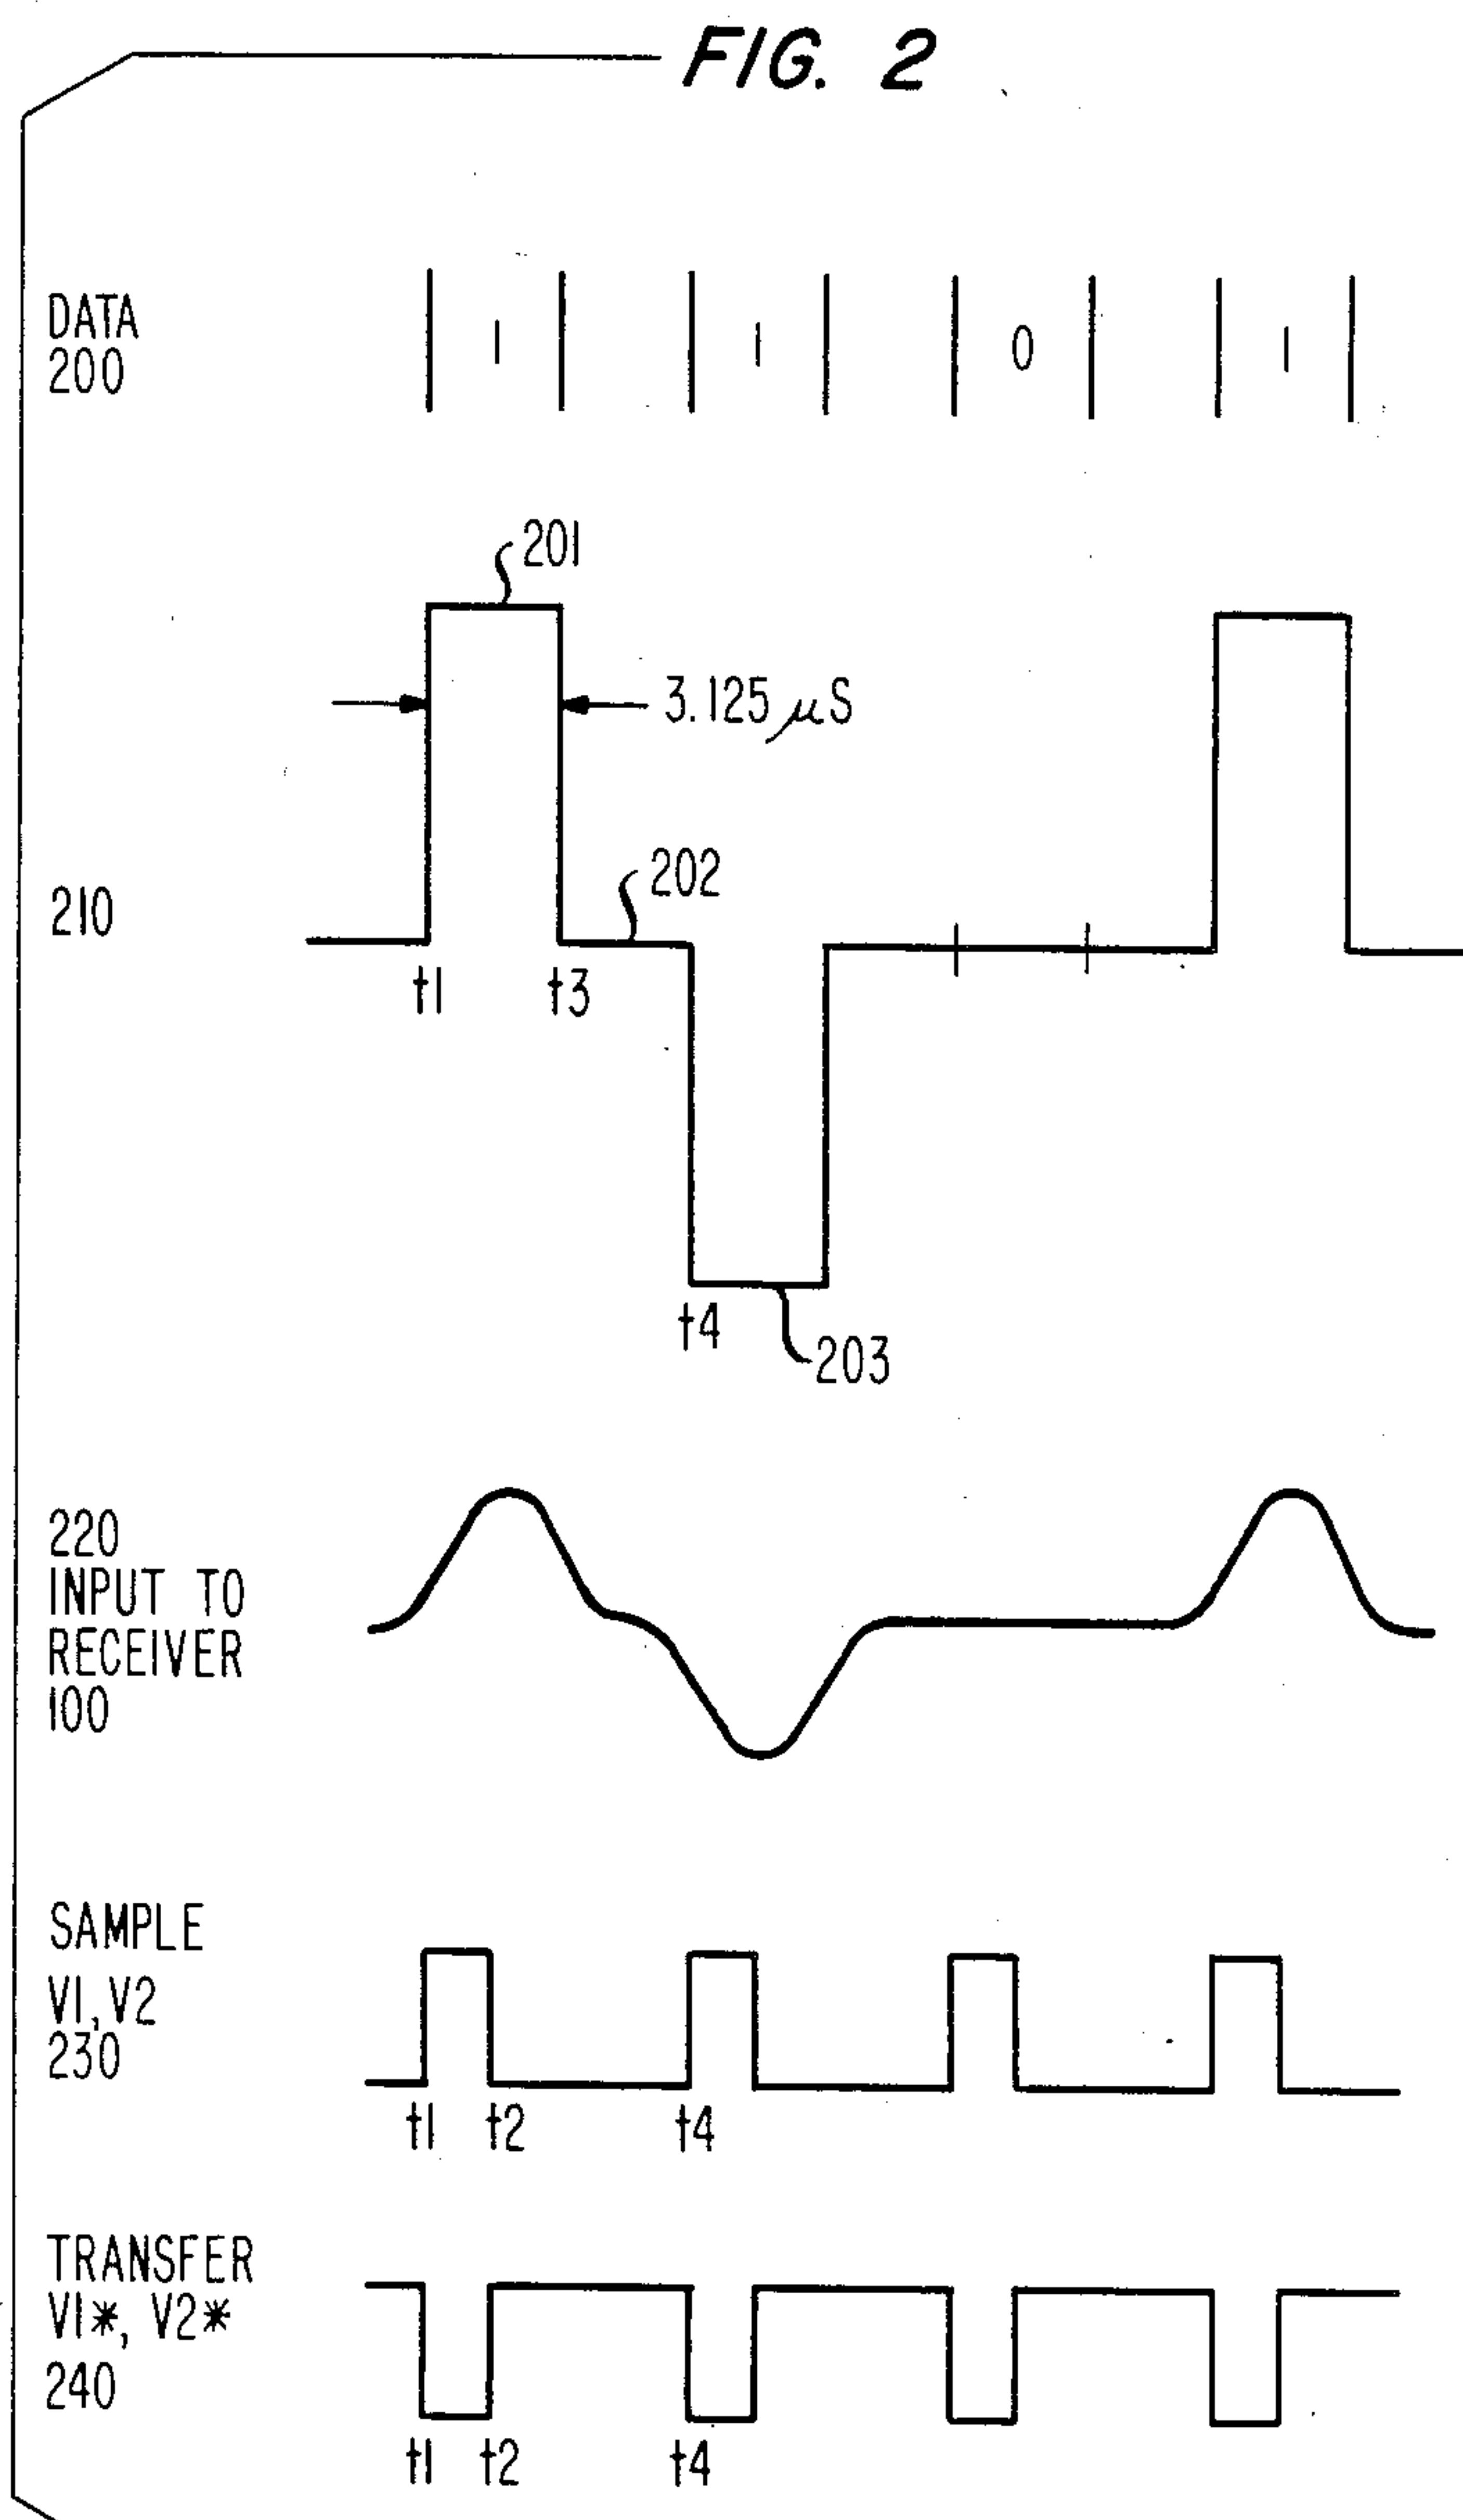 FIG. 2
DATA
200
1 1 0 1
201
3.125 μS
202
210
t1 t3
t4
203
220
INPUT TO
RECEIVER
100
SAMPLE
V1, V2
230
t1 t2 t4
TRANSFER
V1*, V2*
240
t1 t2 t4